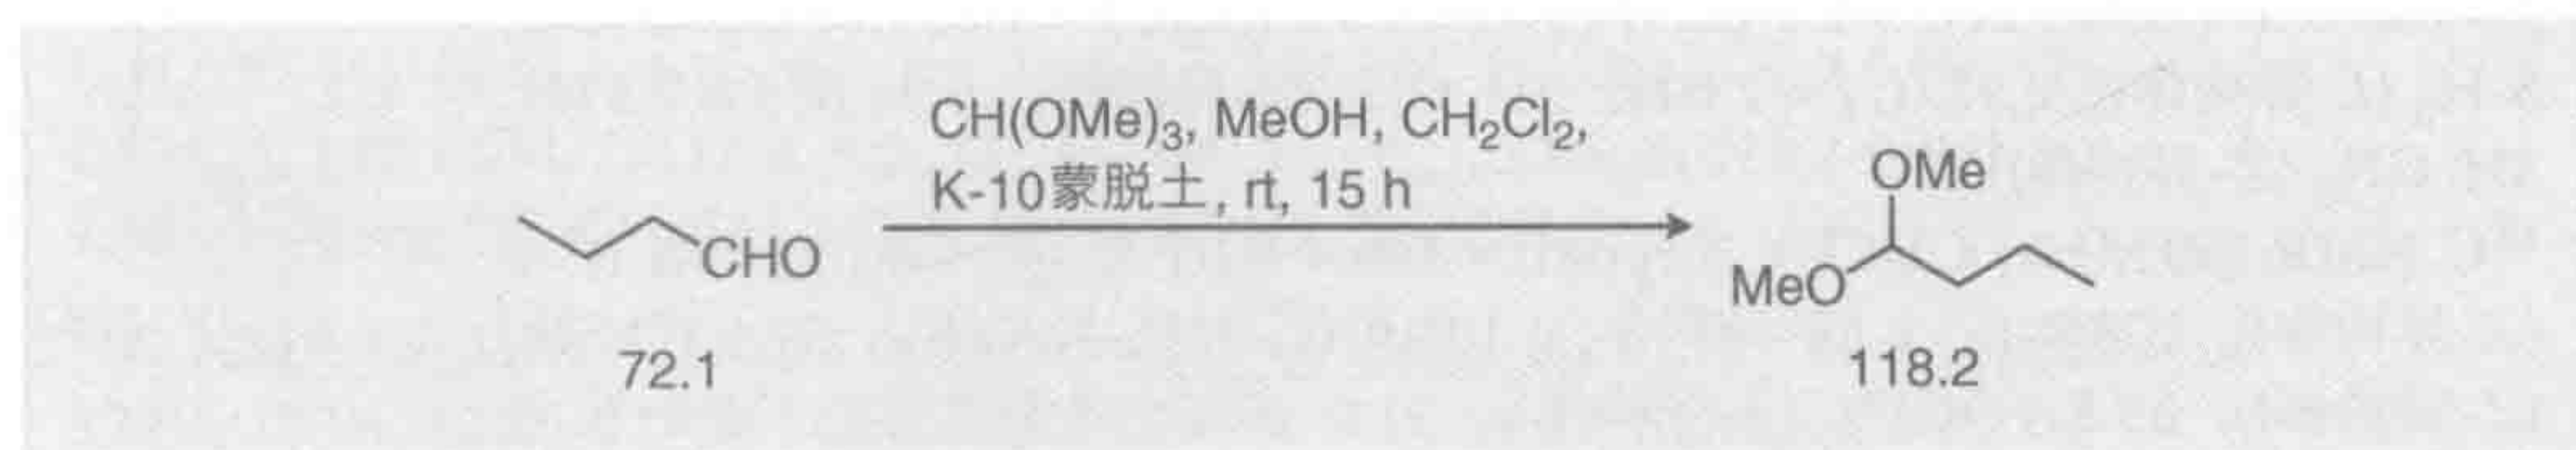 CH(OMe)₃, MeOH, CH₂Cl₂,
K-10蒙脱土, rt, 15 h
CHO
OMe
MeO
72.1
118.2